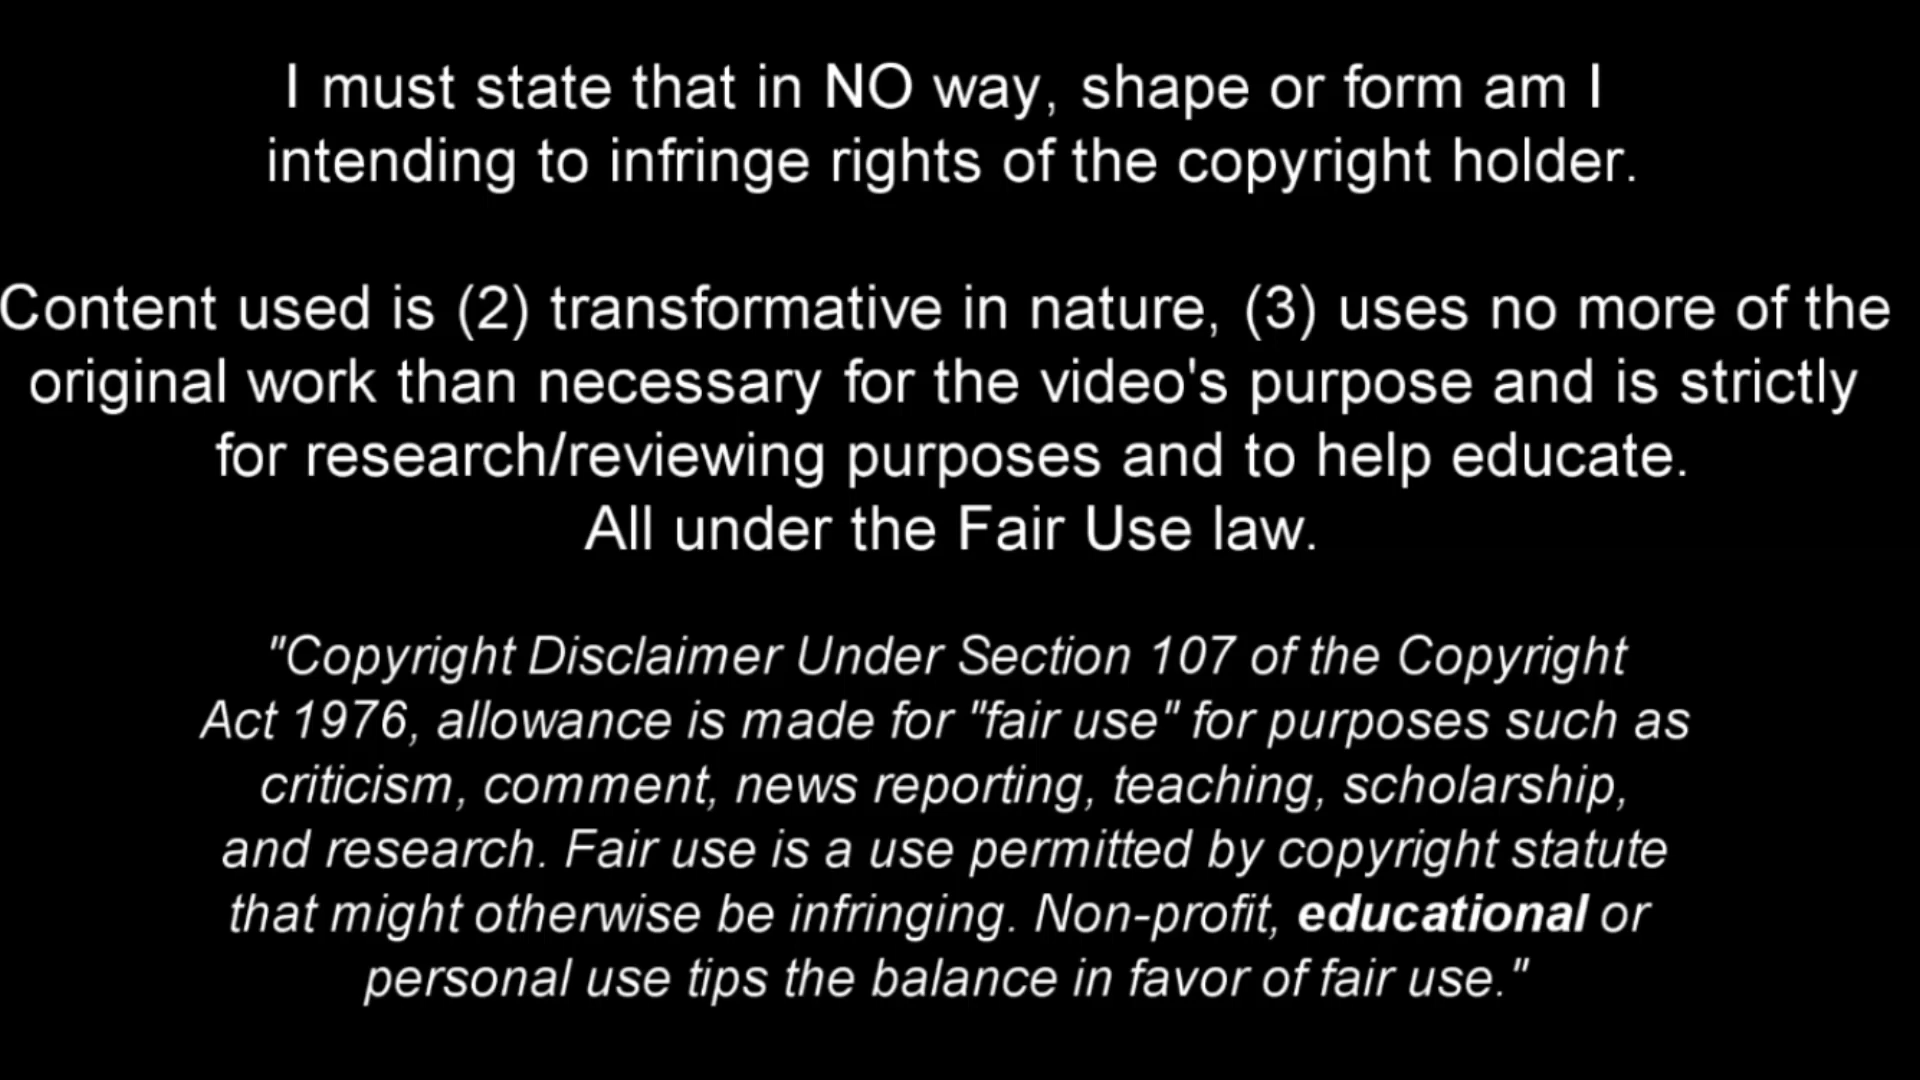 I must state that in NO way, shape or form am I
intending to infringe rights of the copyright holder.
Content used is (2) transformative in nature, (3) uses no more of the
original work than necessary for the video's purpose and is strictly
for research/reviewing purposes and to help educate.
All under the Fair Use law.
"Copyright Disclaimer Under Section 107 of the Copyright
Act 1976, allowance is made for "fair use" for purposes such as
criticism, comment, news reporting, teaching, scholarship,
and research. Fair use is a use permitted by copyright statute
that might otherwise be infringing. Non-profit, educational or
personal use tips the balance in favor of fair use."